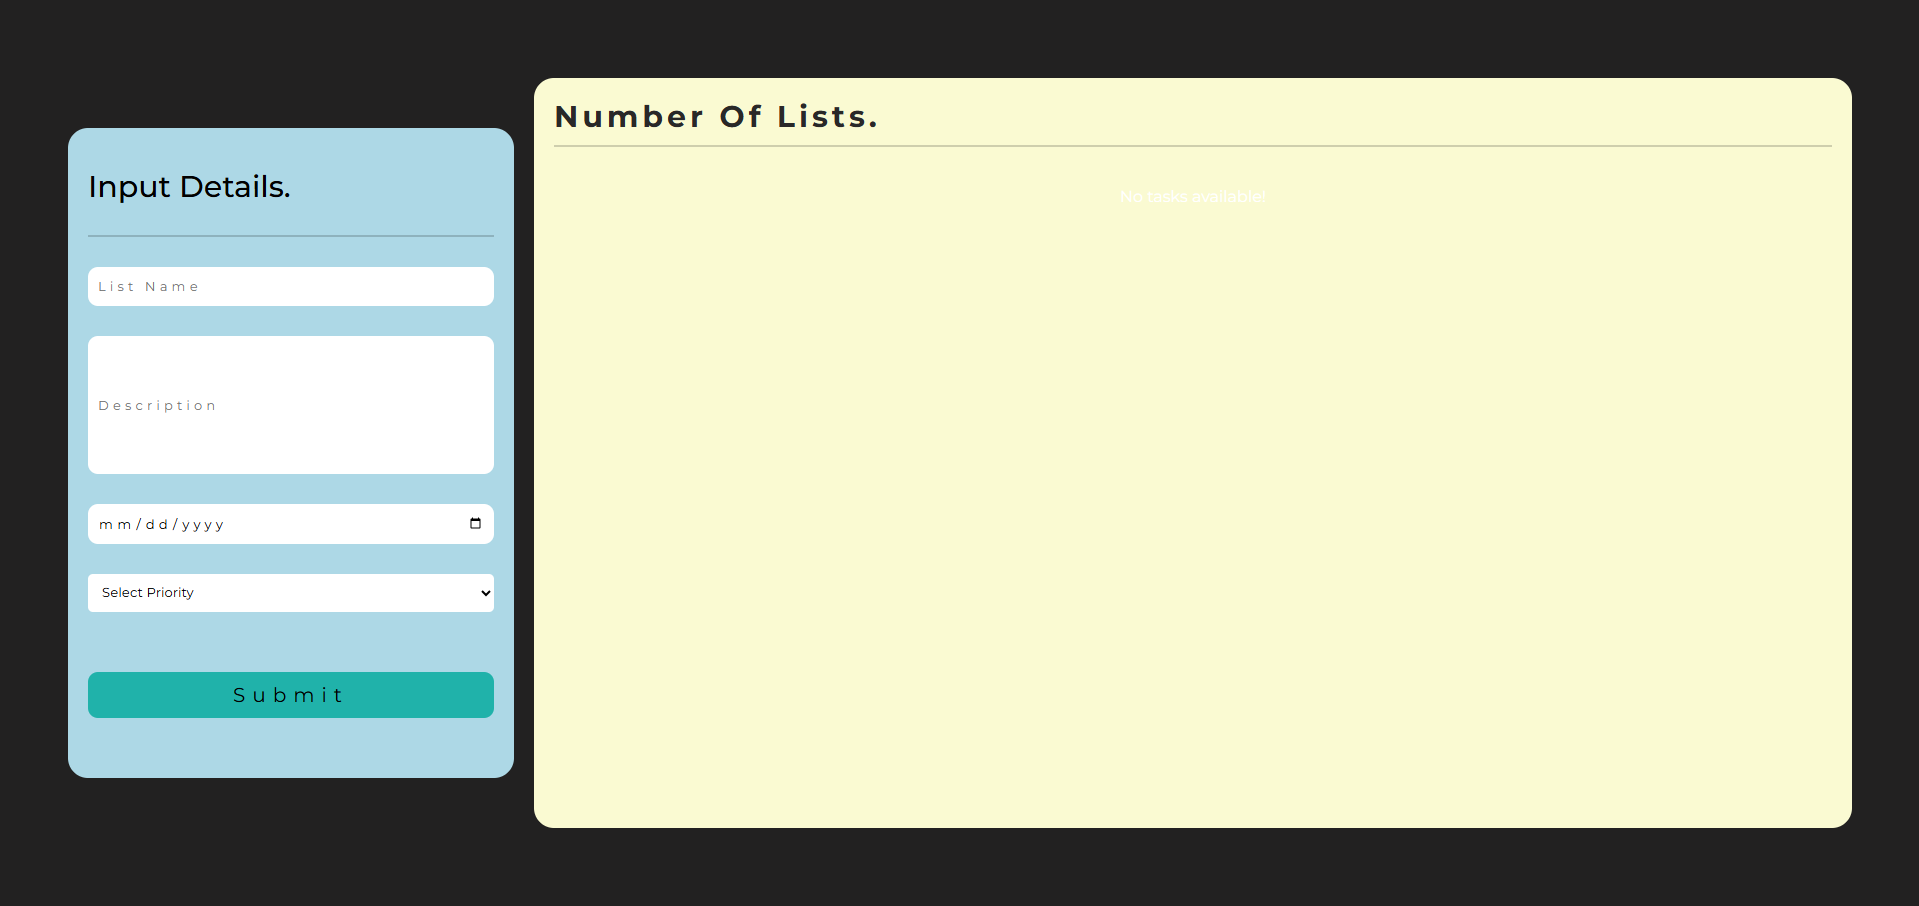 Input Details.
List Name
Description
mm/dd/yyyy
Select Priority
Submit
Number Of Lists.
No tasks available!